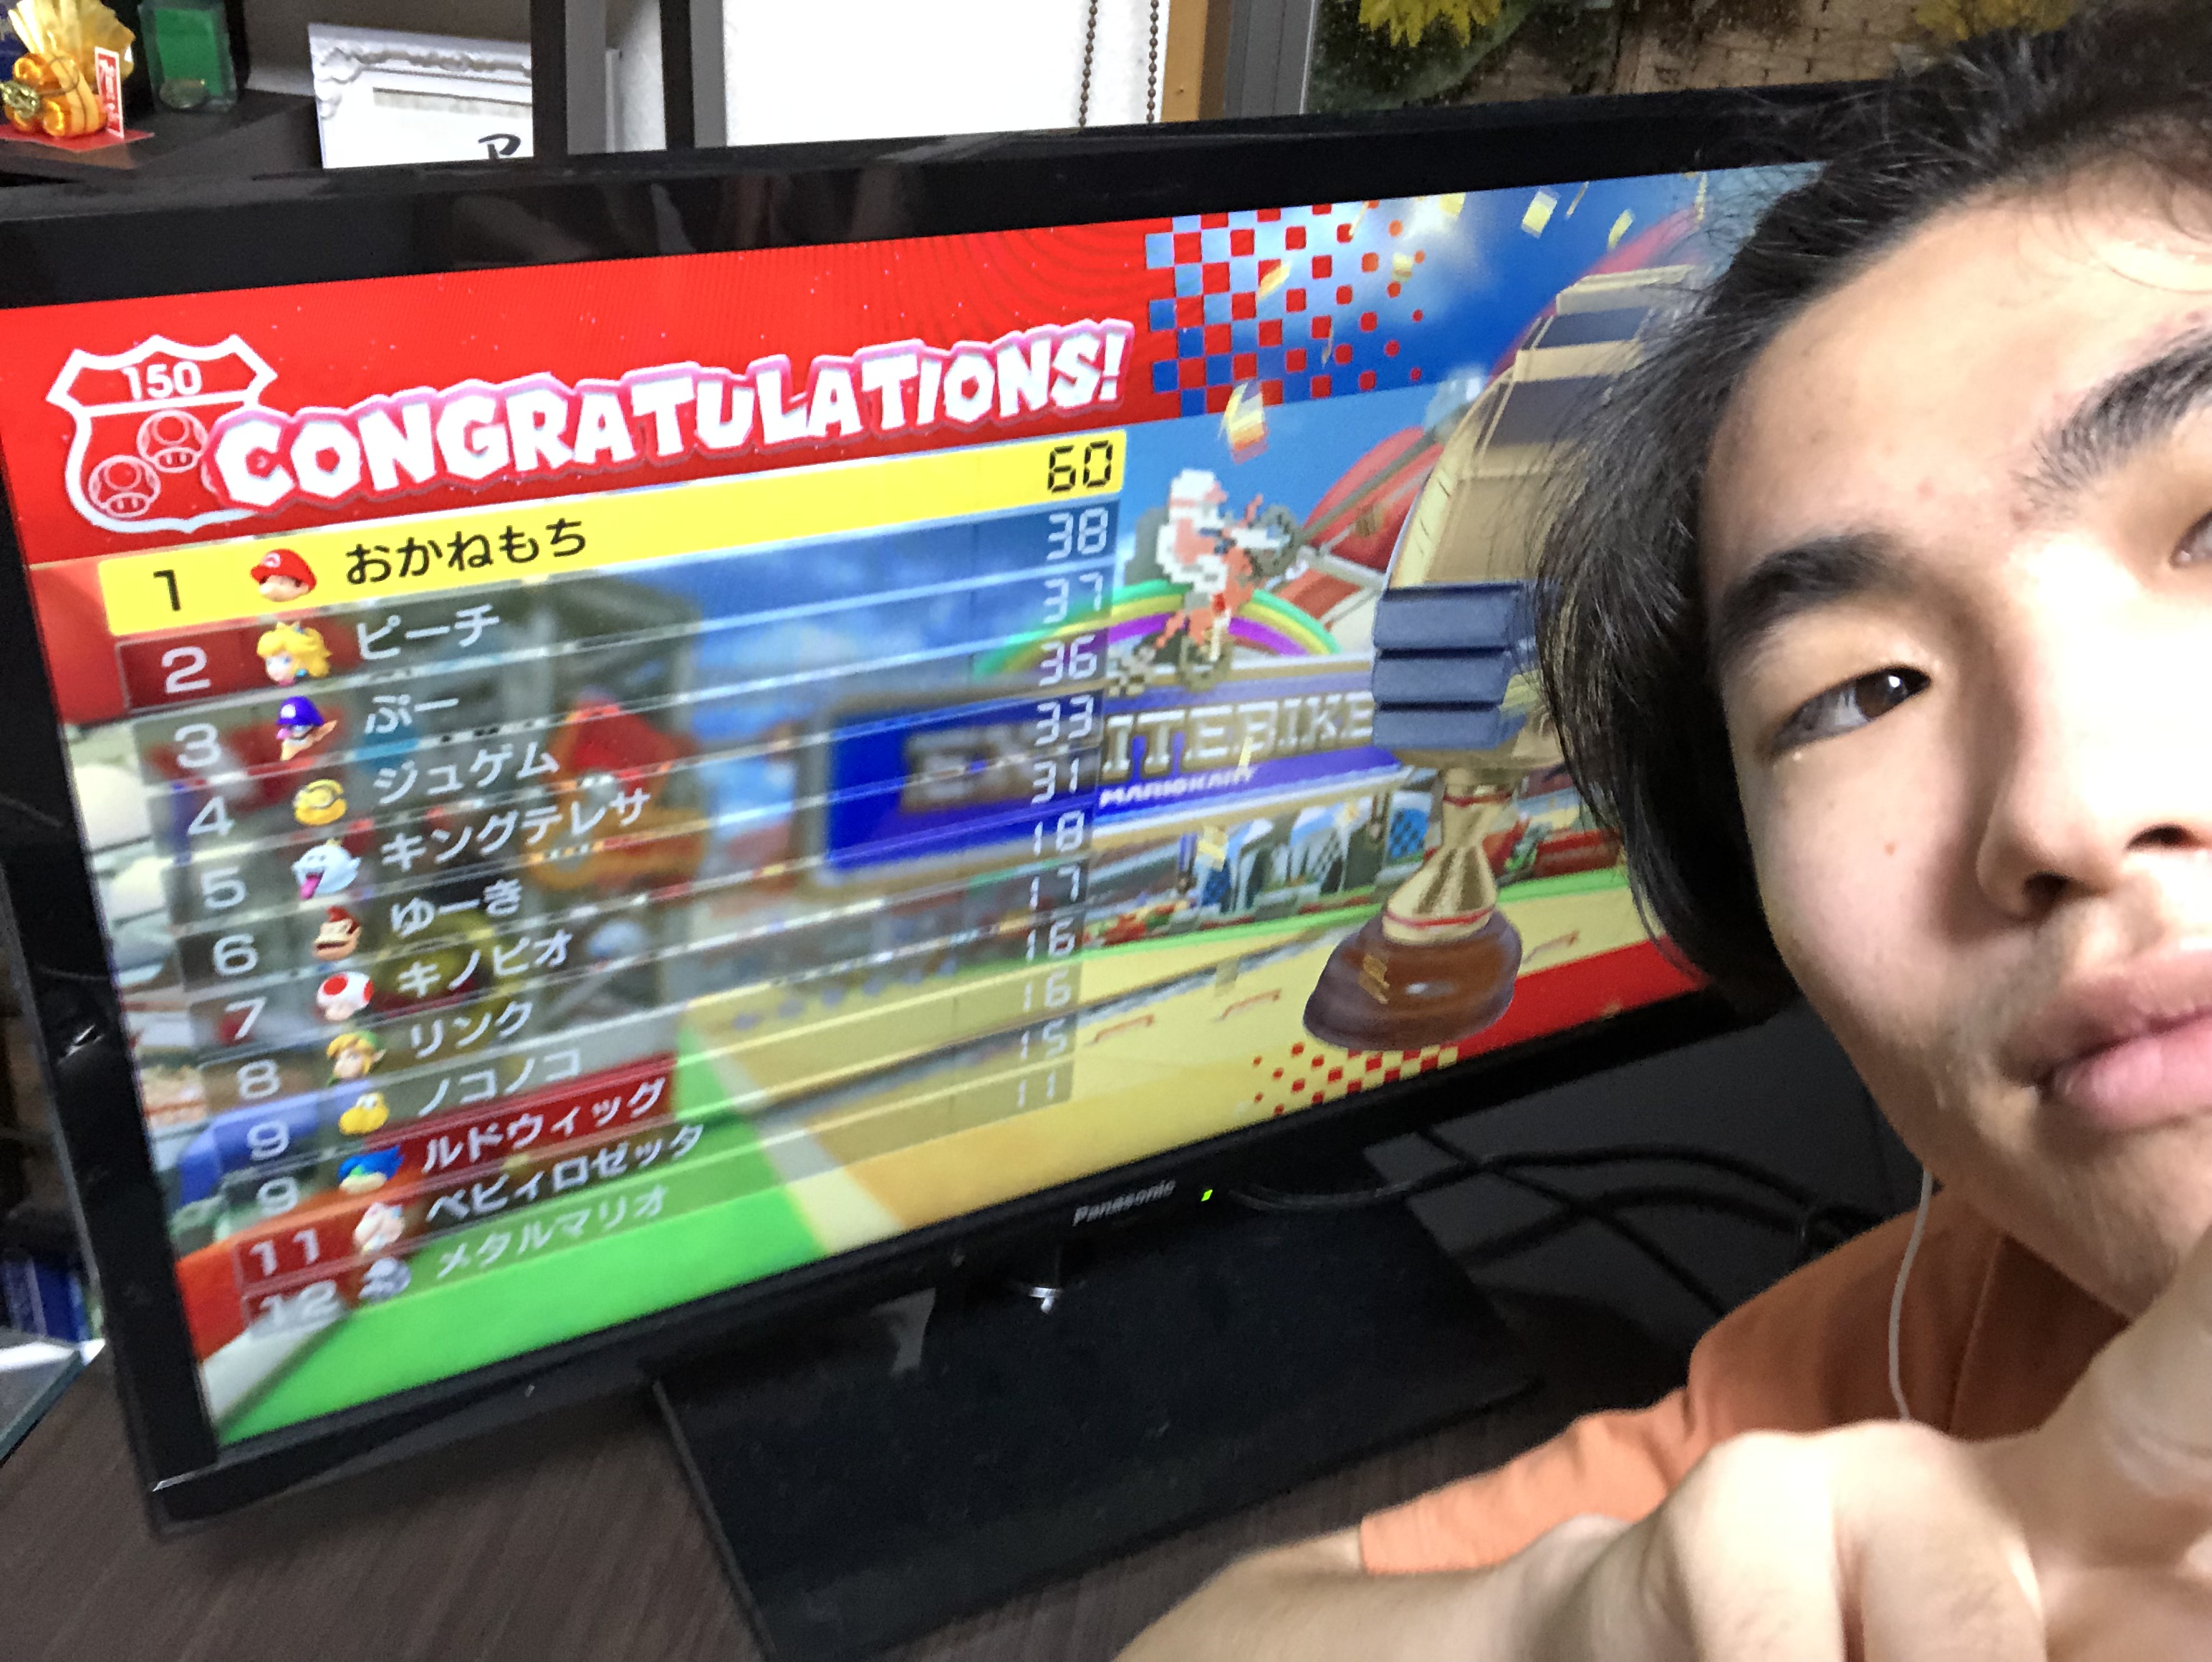 ア
150
CONGRATULATIONS!
1 おかねもち 60
2 ピーチ 38
3 ぷー 37
4 ジュゲム 36
5 キングテレサ 33
6 ゆーき 31
7 キノピオ 18
8 リンク 17
9 ノコノコ 16
9 ルドウィッグ 16
11 ベビィロゼッタ 15
12 メタルマリオ 11
EXCITEBIKE
MARIOKART
Panasonic